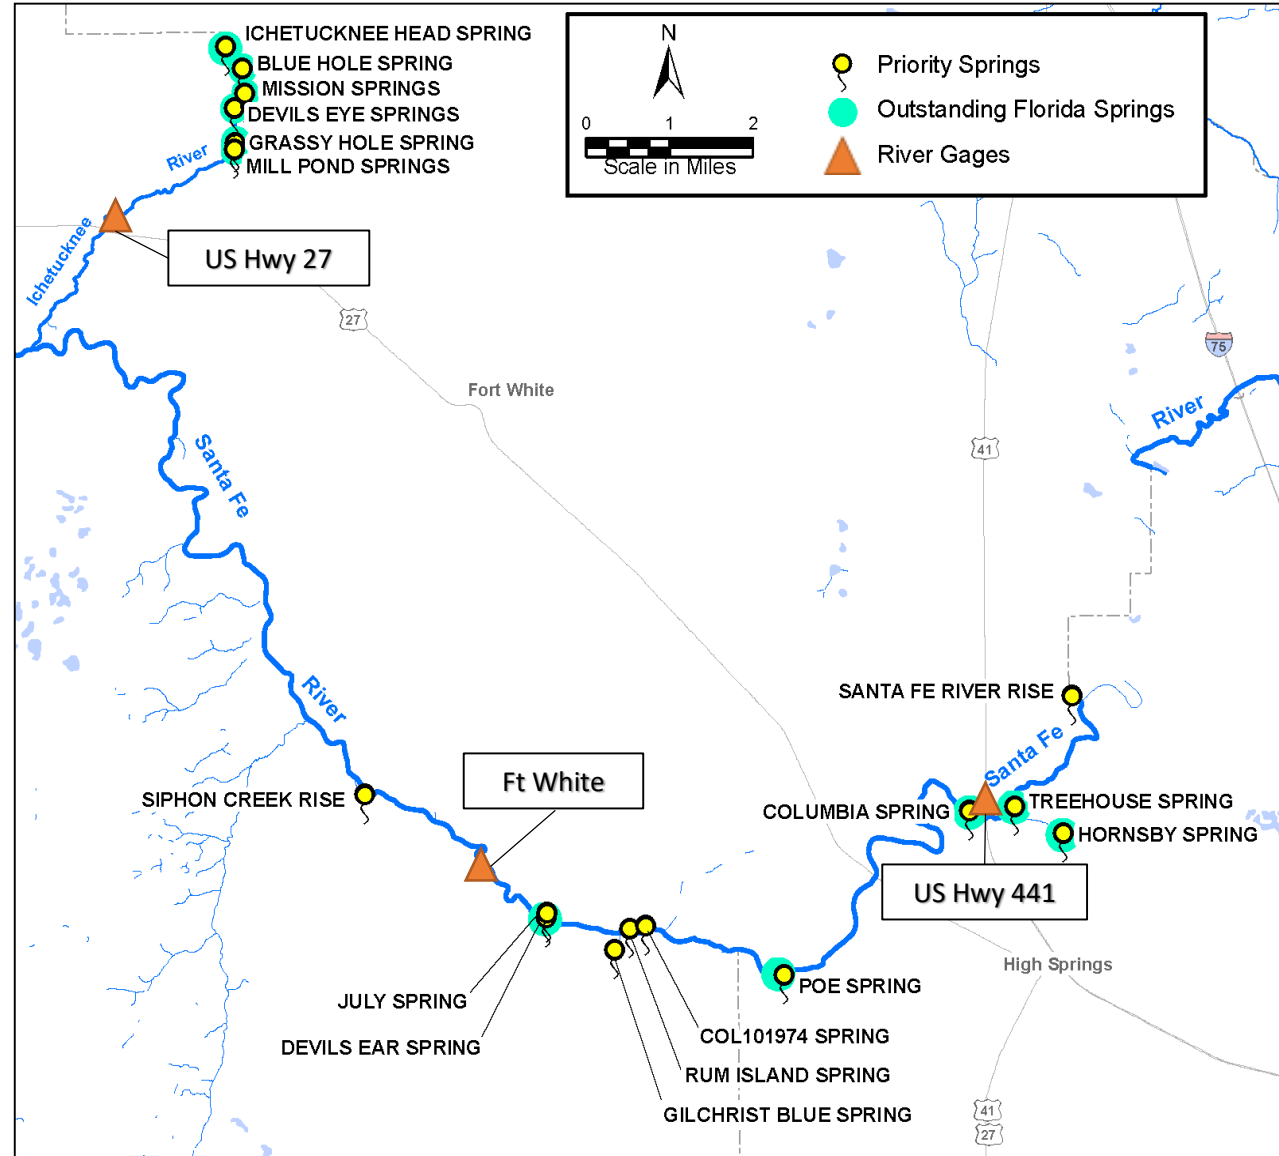 ICHETUCKNEE HEAD SPRING
BLUE HOLE SPRING
MISSION SPRINGS
DEVILS EYE SPRINGS
GRASSY HOLE SPRING
MILL POND SPRINGS
N
0 1 2
Scale in Miles
Priority Springs
Outstanding Florida Springs
River Gages
River
Ichetucknee
US Hwy 27
27
75
Fort White
River
41
Santa Fe
River
SANTA FE RIVER RISE
Santa Fe
SIPHON CREEK RISE
Ft White
COLUMBIA SPRING
TREEHOUSE SPRING
HORNSBY SPRING
US Hwy 441
High Springs
POE SPRING
JULY SPRING
DEVILS EAR SPRING
COL101974 SPRING
RUM ISLAND SPRING
GILCHRIST BLUE SPRING
41
27